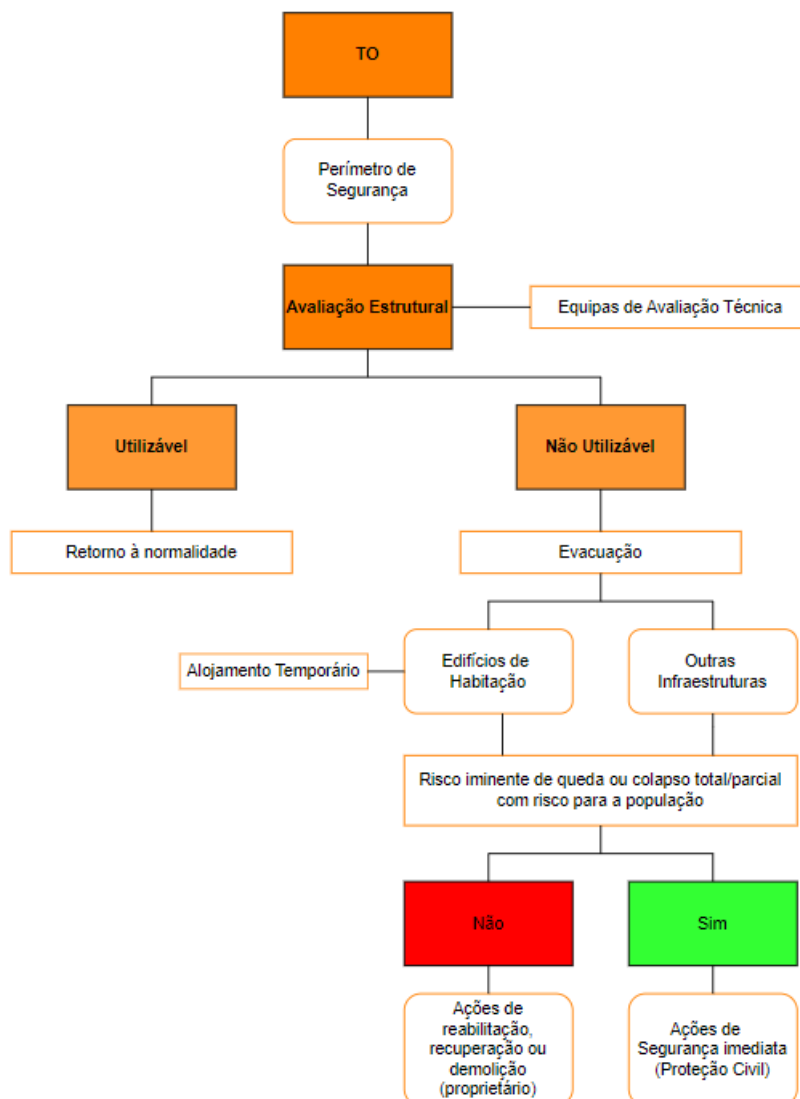 TO
Perímetro de
Segurança
Avaliação Estrutural
Equipas de Avaliação Técnica
Utilizável
Não Utilizável
Retorno à normalidade
Evacuação
Alojamento Temporário
Edifícios de
Habitação
Outras
Infraestruturas
Risco iminente de queda ou colapso total/parcial
com risco para a população
Não
Sim
Ações de
reabilitação,
recuperação ou
demolição
(proprietário)
Ações de
Segurança imediata
(Proteção Civil)